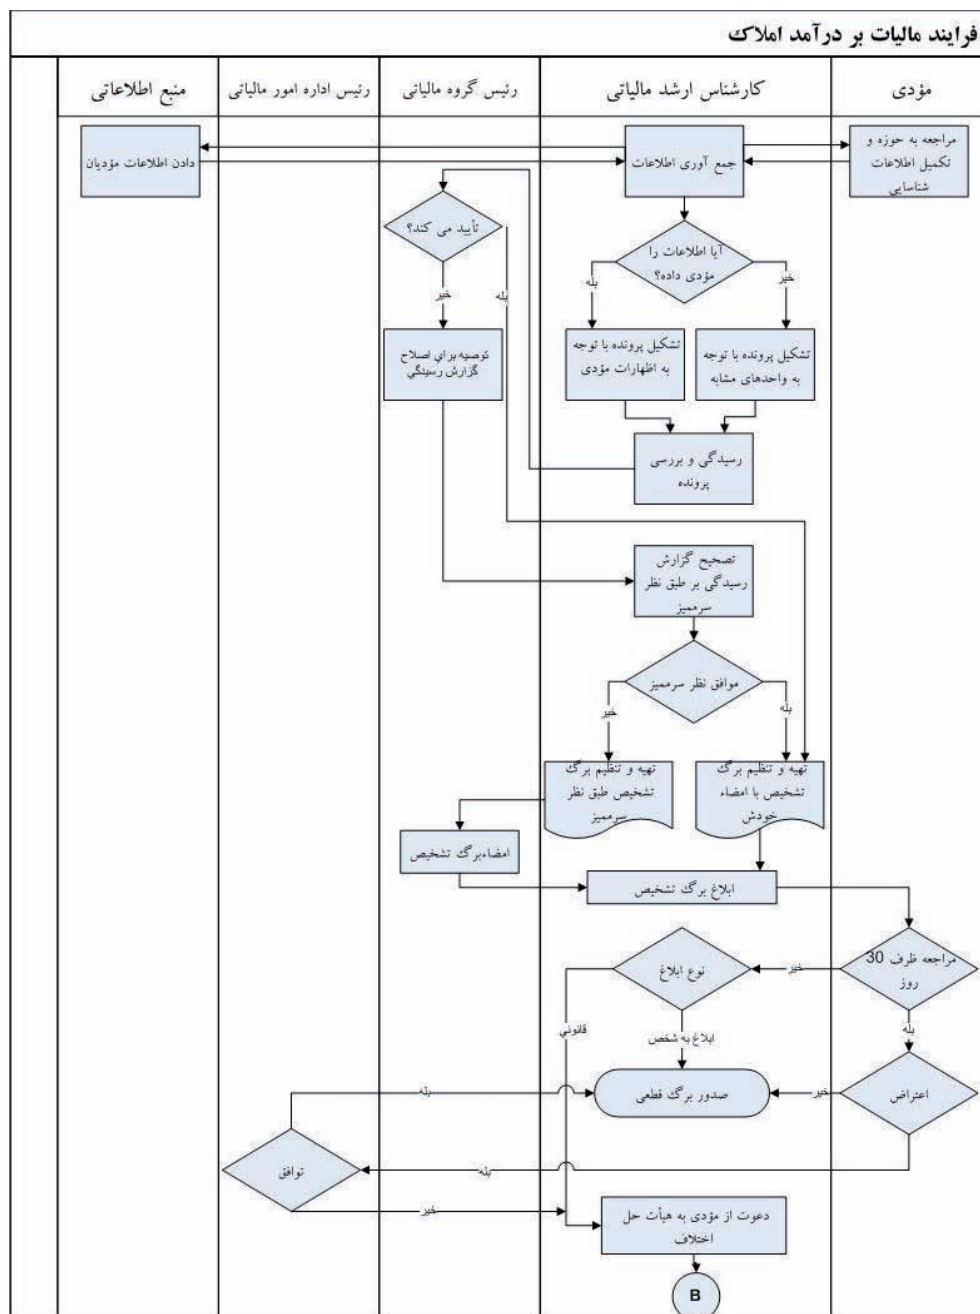 فرایند مالیات بر درآمد املاک
مؤدی
کارشناس ارشد مالیاتی
رئیس گروه مالیاتی
رئیس اداره امور مالیاتی
منبع اطلاعاتی
مراجعه به حوزه و
تکمیل اطلاعات
شناسایی
جمع آوری اطلاعات
دادن اطلاعات مؤدیان
تأیید می کند؟
آیا اطلاعات را
مؤدی داده؟
خیر
بله
خیر
بله
تشکیل پرونده با توجه
به واحدهای مشابه
تشکیل پرونده با توجه
به اظهارات مؤدی
توصیه برای اصلاح
گزارش رسیدگی
رسیدگی و بررسی
پرونده
تصحیح گزارش
رسیدگی بر طبق نظر
سرممیز
موافق نظر سرممیز
بله
خیر
تهیه و تنظیم برگ
تشخیص با امضاء
خودش
تهیه و تنظیم برگ
تشخیص طبق نظر
سرممیز
امضاءبرگ تشخیص
ابلاغ برگ تشخیص
مراجعه ظرف 30
روز
خیر
نوع ابلاغ
بله
ابلاغ به شخص
قانونی
اعتراض
خیر
صدور برگ قطعی
بله
توافق
بله
خیر
دعوت از مؤدی به هیأت حل
اختلاف
B